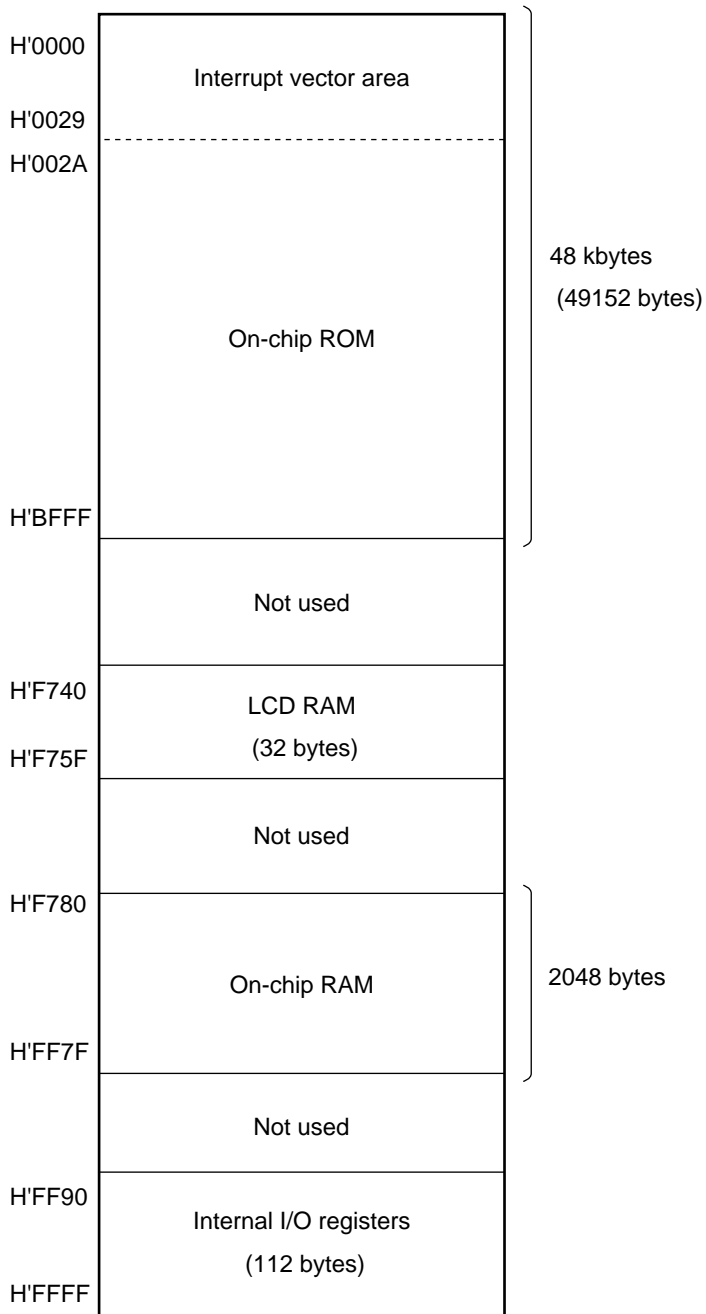 H'0000
Interrupt vector area
H'0029
H'002A
48 kbytes
(49152 bytes)
On-chip ROM
H'BFFF
Not used
H'F740
LCD RAM
(32 bytes)
H'F75F
Not used
H'F780
On-chip RAM
2048 bytes
H'FF7F
Not used
H'FF90
Internal I/O registers
(112 bytes)
H'FFFF